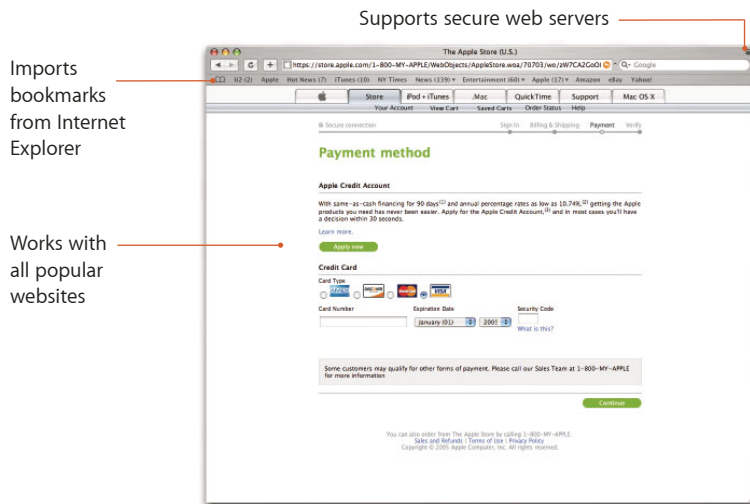 Supports secure web servers
Imports
bookmarks
from Internet
Explorer
Works with
all popular
websites
The Apple Store (U.S.)
https://store.apple.com/1-800-MY-APPLE/WebObjects/AppleStore.woa/70703/wo/zW7CA2GoOl
Q- Google
U2 (2) Apple Hot News (7) iTunes (10) NY Times News (139) Entertainment (60) Apple (17) Amazon eBay Yahoo!
Store iPod + iTunes .Mac QuickTime Support Mac OS X
Your Account View Cart Saved Carts Order Status Help
Secure connection
Sign In Billing & Shipping Payment Verify
Payment method
Apple Credit Account
With same-as-cash financing for 90 days(1) and annual percentage rates as low as 10.74%,(2) getting the Apple
products you need has never been easier. Apply for the Apple Credit Account,(3) and in most cases you'll have
a decision within 30 seconds.
Learn more.
Apply now
Credit Card
Card Type
DISCOVER MasterCard VISA
Card Number Expiration Date Security Code
January (01) 2005
What is this?
Some customers may qualify for other forms of payment. Please call our Sales Team at 1-800-MY-APPLE
for more information
Continue
You can also order from The Apple Store by calling 1-800-MY-APPLE.
Sales and Refunds | Terms of Use | Privacy Policy
Copyright © 2005 Apple Computer, Inc. All rights reserved.